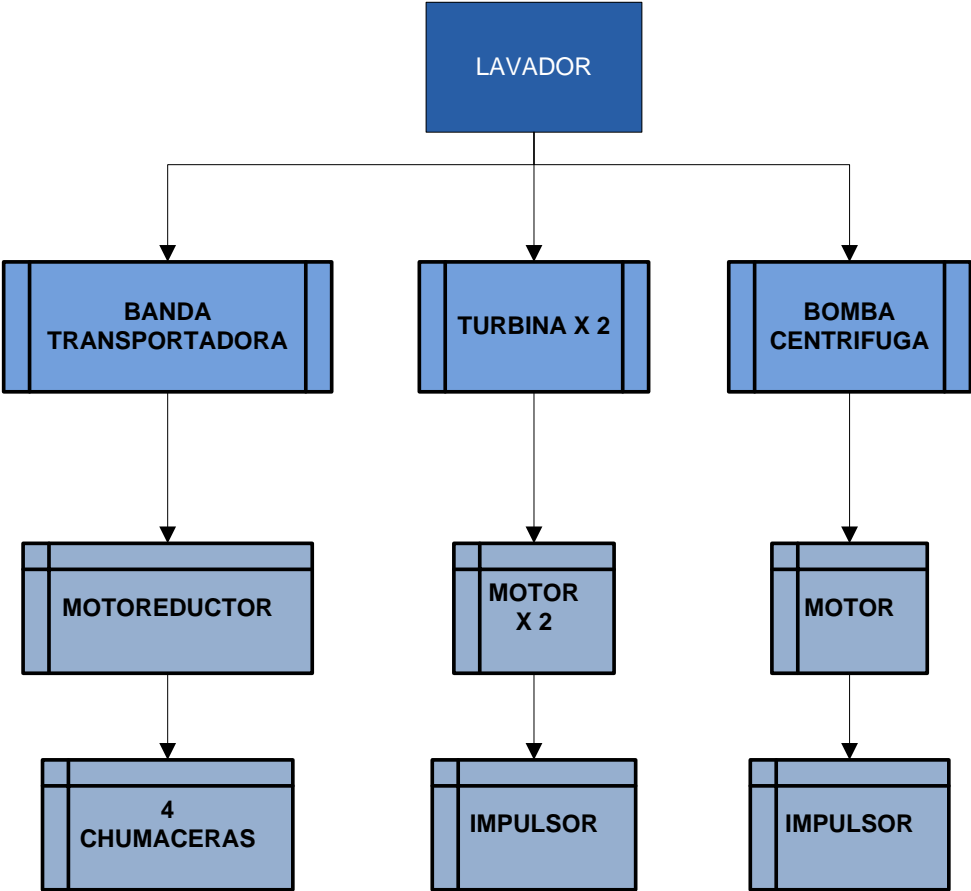 LAVADOR
BANDA
TRANSPORTADORA
TURBINA X 2
BOMBA
CENTRIFUGA
MOTOREDUCTOR
MOTOR
X 2
MOTOR
4
CHUMACERAS
IMPULSOR
IMPULSOR